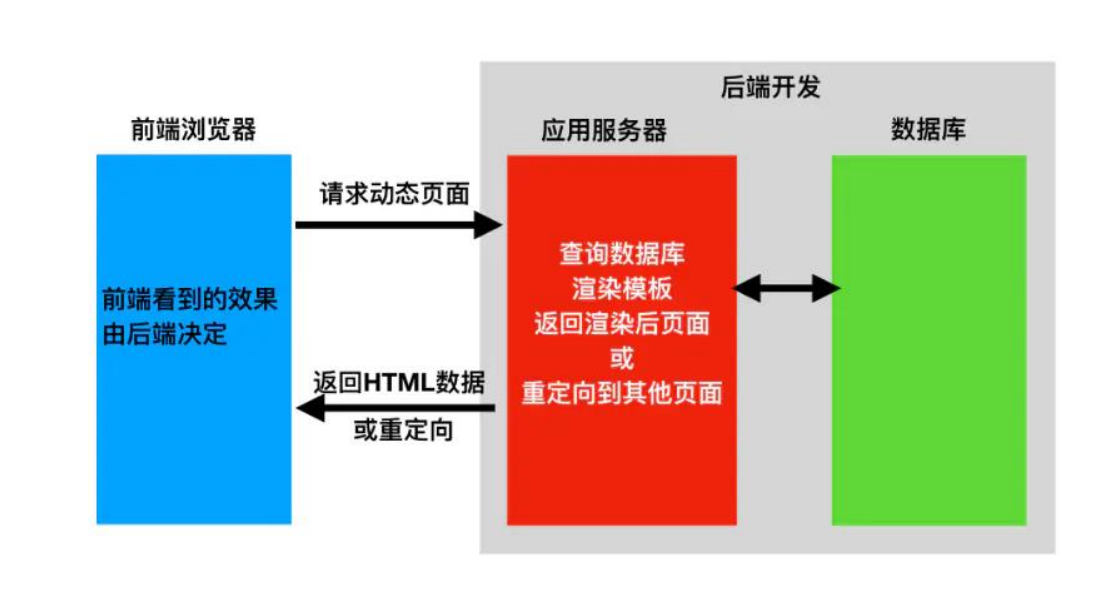 后端开发
前端浏览器
应用服务器
数据库
请求动态页面
前端看到的效果
由后端决定
返回HTML数据
或重定向
查询数据库
渲染模板
返回渲染后页面
或
重定向到其他页面